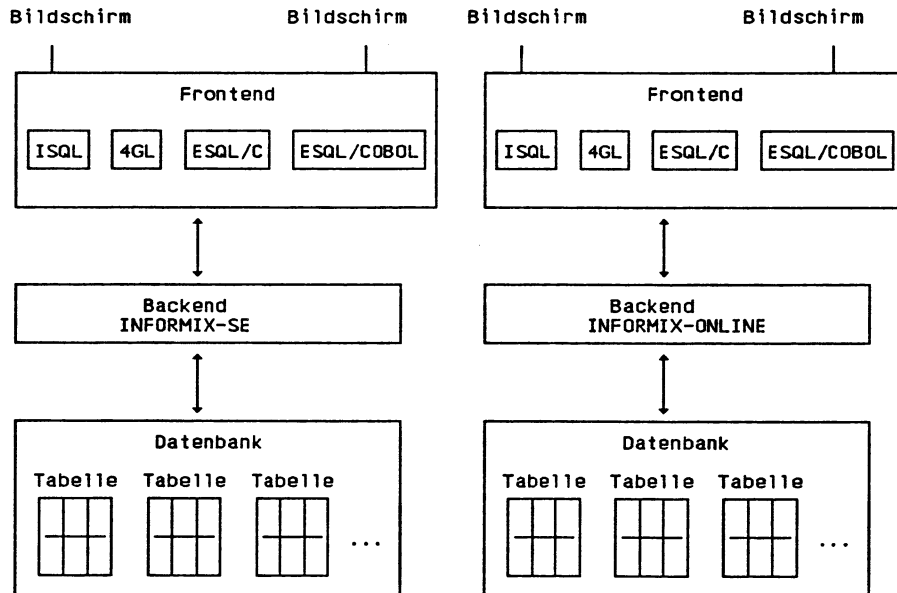 Bildschirm Bildschirm Bildschirm Bildschirm
Frontend Frontend
ISQL 4GL ESQL/C ESQL/COBOL ISQL 4GL ESQL/C ESQL/COBOL
Backend Backend
INFORMIX-SE INFORMIX-ONLINE
Datenbank Datenbank
Tabelle Tabelle Tabelle Tabelle Tabelle Tabelle
... ...